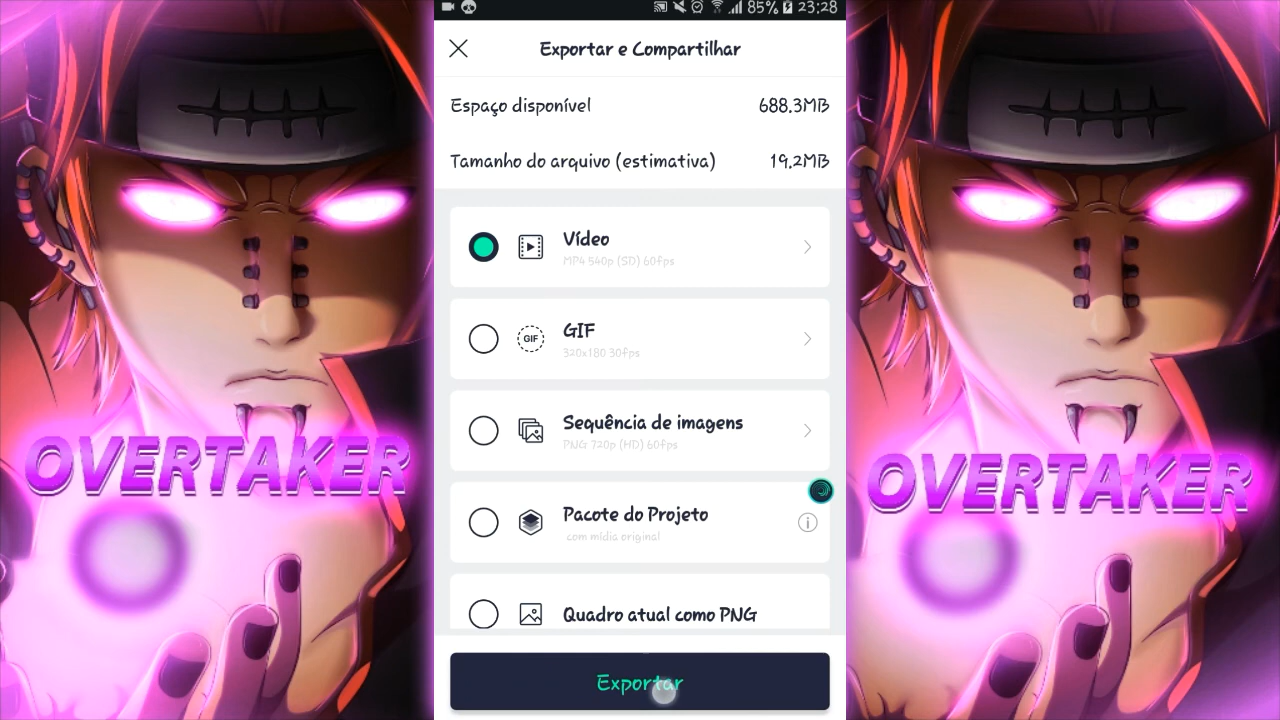 85% 23:28
Exportar e Compartilhar
Espaço disponível 688.3MB
Tamanho do arquivo (estimativa) 19.2MB
Vídeo
MP4 540p (SD) 60fps
GIF
GIF
320x180 30fps
Sequência de imagens
PNG 720p (HD) 60fps
Pacote do Projeto
com mídia original
Quadro atual como PNG
Exportar
OVERTAKER
OVERTAKER